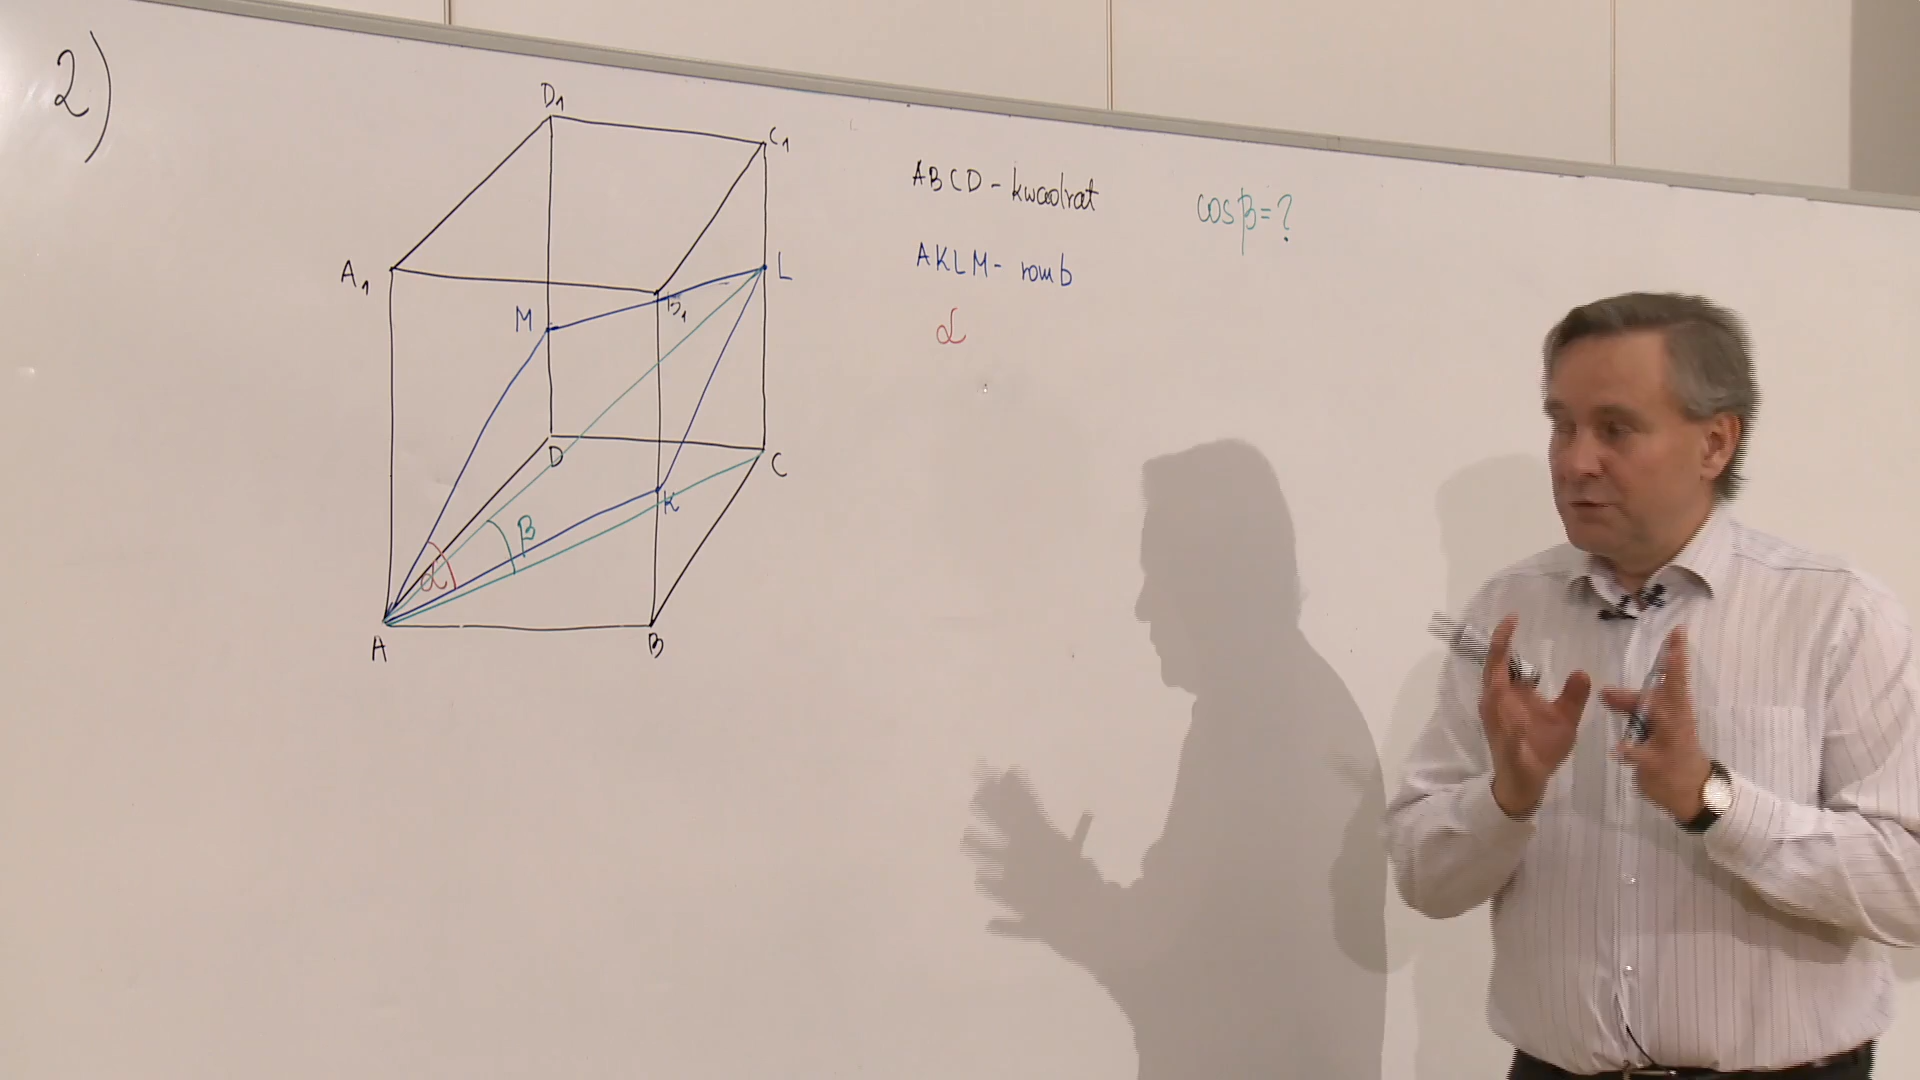 2)
D1
C1
A1
M
B1
L
D
C
K
β
α
A
B
ABCD - kwadrat
cos β = ?
AKLM - romb
α